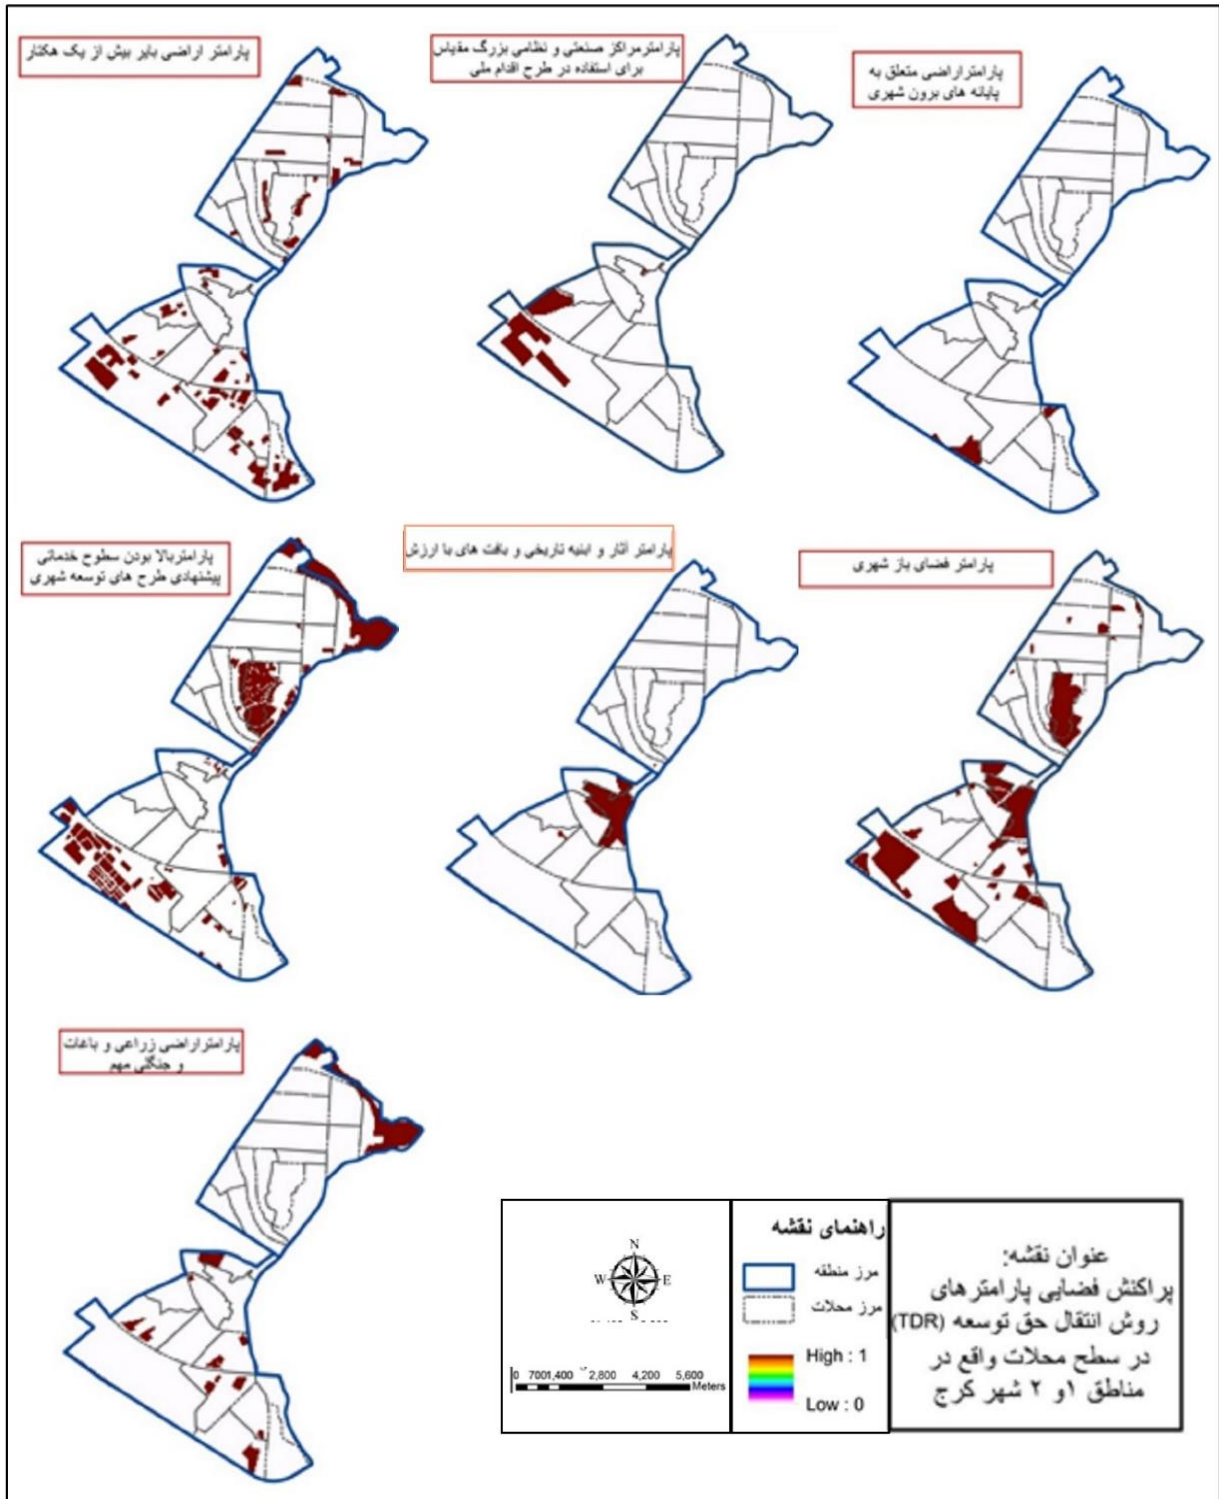 پارامتر اراضی بایر بیش از یک هکتار
پارامترمراکز صنعتی و نظامی بزرگ مقیاس
برای استفاده در طرح اقدام ملی
پارامتراراضی متعلق به
پایانه های برون شهری
پارامتربالا بودن سطوح خدماتی
پیشنهادی طرح های توسعه شهری
پارامتر آثار و ابنیه تاریخی و بافت های با ارزش
پارامتر فضای باز شهری
پارامتراراضی زراعی و باغات
و جنگلی مهم
N
W E
S
0 7001,400 2,800 4,200 5,600
Meters
راهنمای نقشه
مرز منطقه
مرز محلات
High : 1
Low : 0
عنوان نقشه:
پراکنش فضایی پارامترهای
روش انتقال حق توسعه (TDR)
در سطح محلات واقع در
مناطق ۱و ۲ شهر کرج